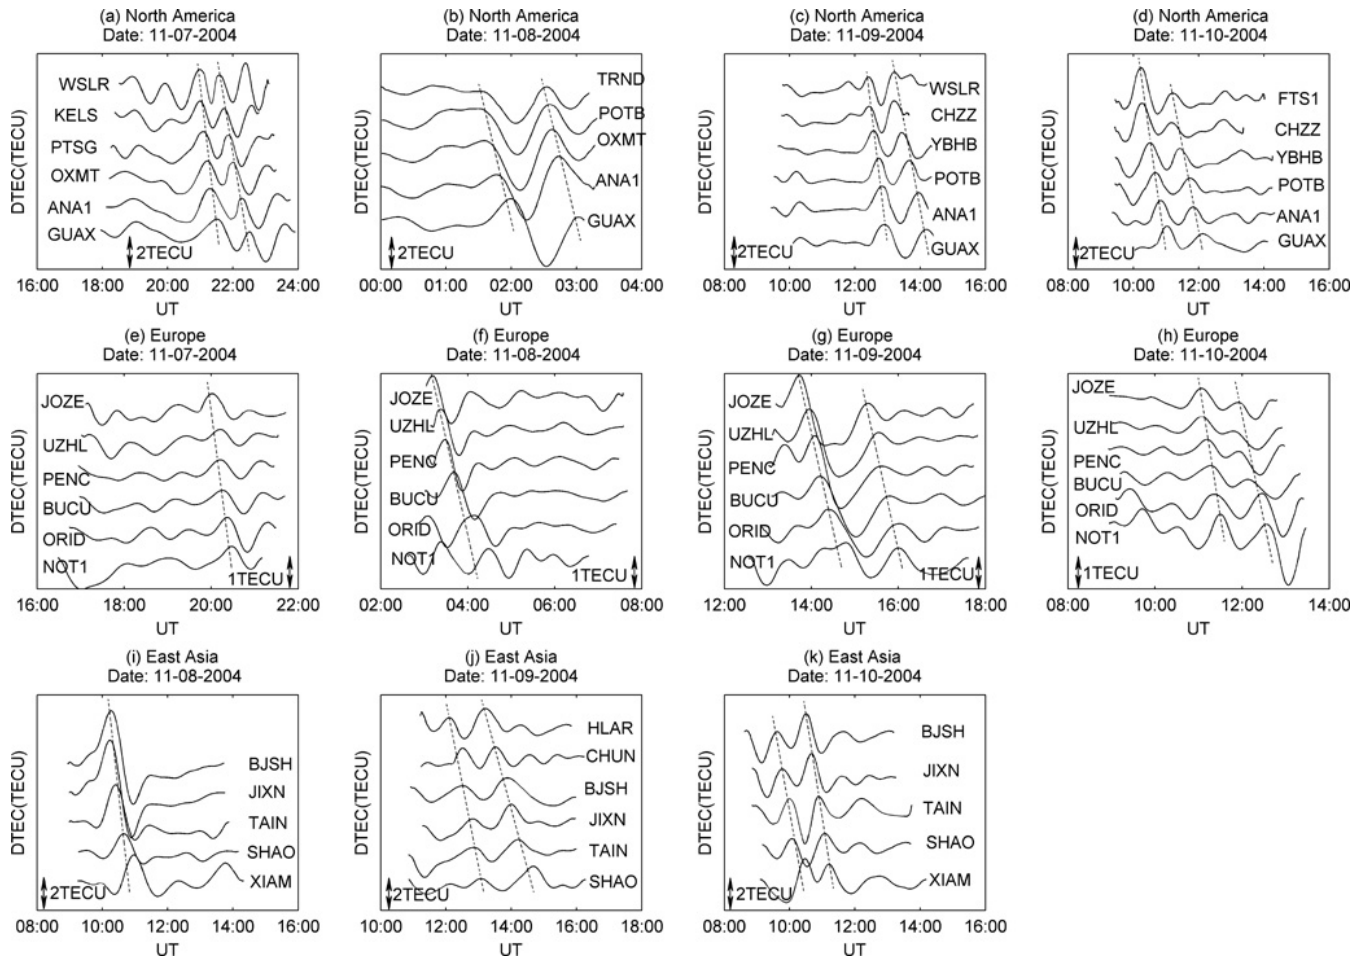 (a) North America
Date: 11-07-2004
DTEC(TECU)
WSLR
KELS
PTSG
OXMT
ANA1
GUAX
2TECU
16:00 18:00 20:00 22:00 24:00
UT
(b) North America
Date: 11-08-2004
DTEC(TECU)
TRND
POTB
OXMT
ANA1
GUAX
2TECU
00:00 01:00 02:00 03:00 04:00
UT
(c) North America
Date: 11-09-2004
DTEC(TECU)
WSLR
CHZZ
YBHB
POTB
ANA1
GUAX
2TECU
08:00 10:00 12:00 14:00 16:00
UT
(d) North America
Date: 11-10-2004
DTEC(TECU)
FTS1
CHZZ
YBHB
POTB
ANA1
GUAX
2TECU
08:00 10:00 12:00 14:00 16:00
UT
(e) Europe
Date: 11-07-2004
DTEC(TECU)
JOZE
UZHL
PENC
BUCU
ORID
NOT1
1TECU
16:00 18:00 20:00 22:00
UT
(f) Europe
Date: 11-08-2004
DTEC(TECU)
JOZE
UZHL
PENC
BUCU
ORID
NOT1
1TECU
02:00 04:00 06:00 08:00
UT
(g) Europe
Date: 11-09-2004
DTEC(TECU)
JOZE
UZHL
PENC
BUCU
ORID
NOT1
1TECU
12:00 14:00 16:00 18:00
UT
(h) Europe
Date: 11-10-2004
DTEC(TECU)
JOZE
UZHL
PENC
BUCU
ORID
NOT1
1TECU
08:00 10:00 12:00 14:00
UT
(i) East Asia
Date: 11-08-2004
DTEC(TECU)
BJSH
JIXN
TAIN
SHAO
XIAM
2TECU
08:00 10:00 12:00 14:00 16:00
UT
(j) East Asia
Date: 11-09-2004
DTEC(TECU)
HLAR
CHUN
BJSH
JIXN
TAIN
SHAO
2TECU
10:00 12:00 14:00 16:00 18:00
UT
(k) East Asia
Date: 11-10-2004
DTEC(TECU)
BJSH
JIXN
TAIN
SHAO
XIAM
2TECU
08:00 10:00 12:00 14:00 16:00
UT